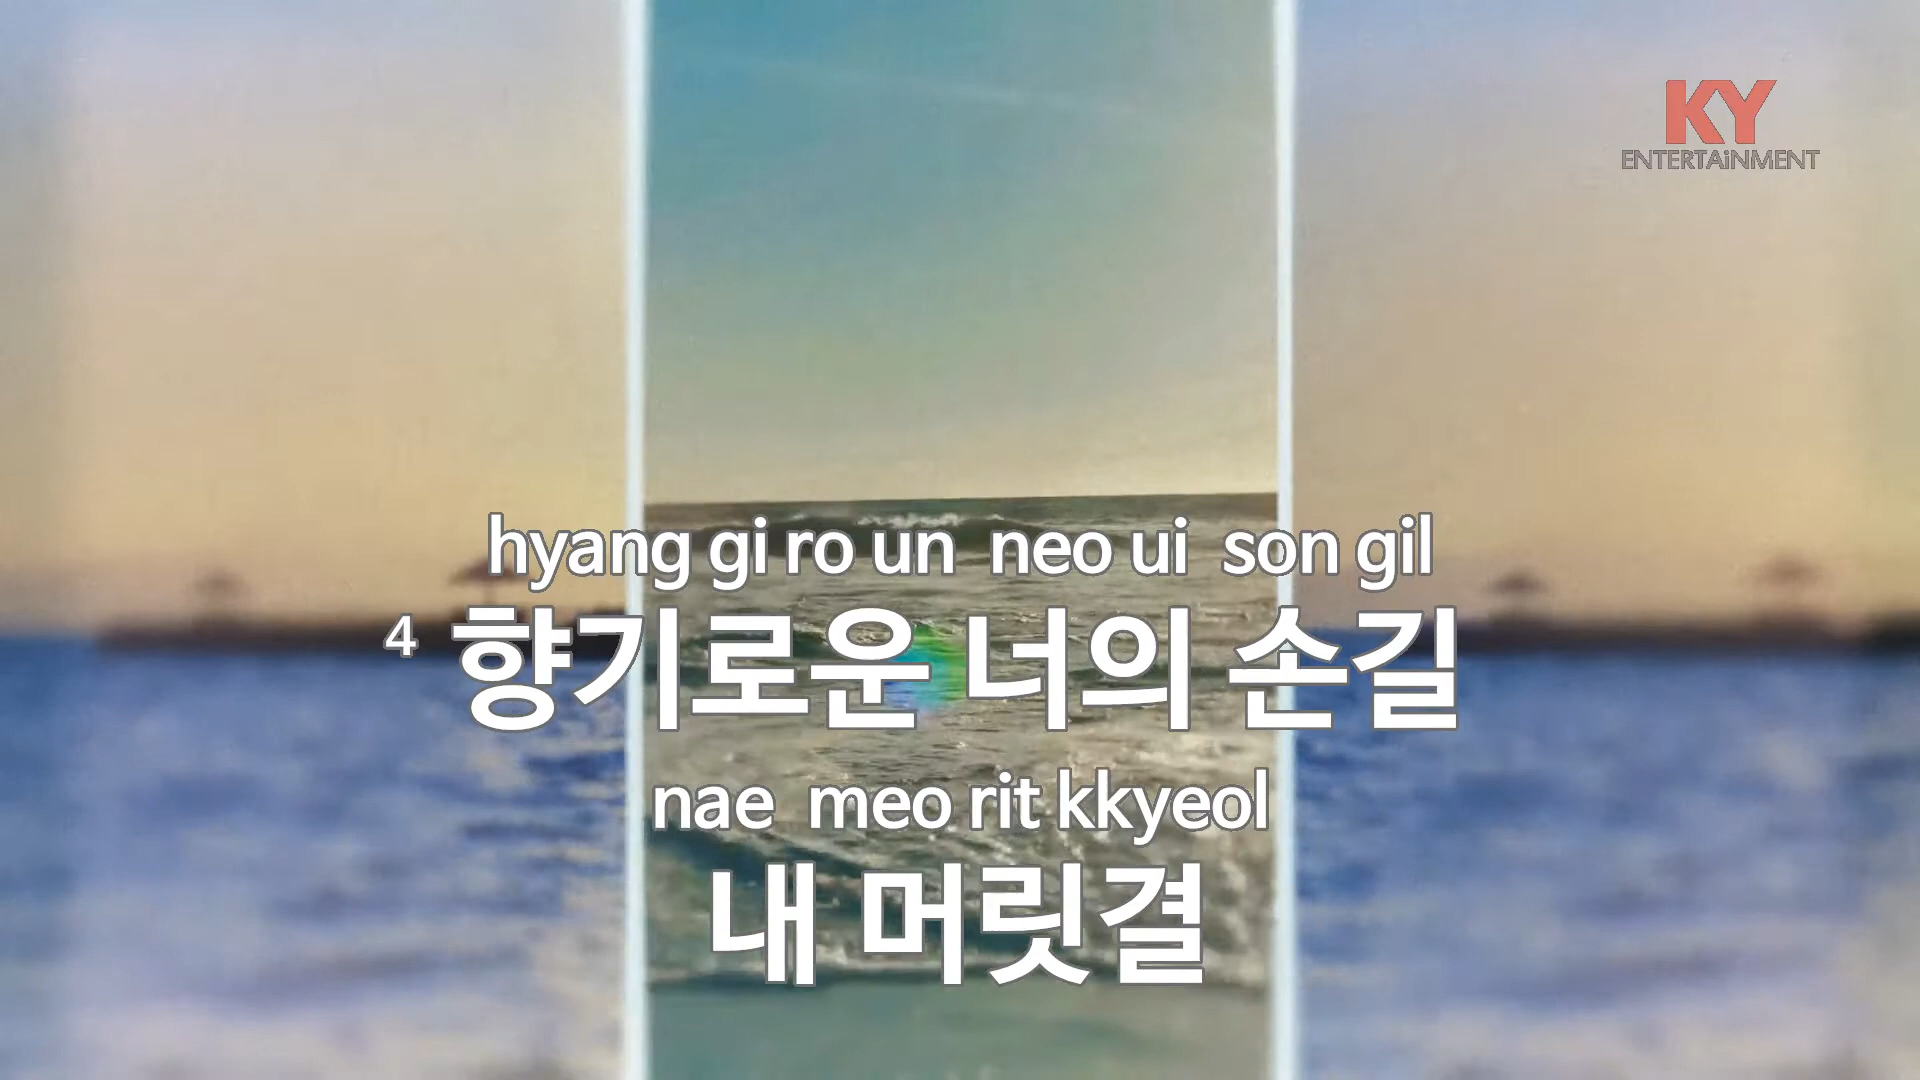 KY
ENTERTAiNMENT
hyang gi ro un neo ui son gil
4 향기로운 너의 손길
nae meo rit kkyeol
내 머릿결